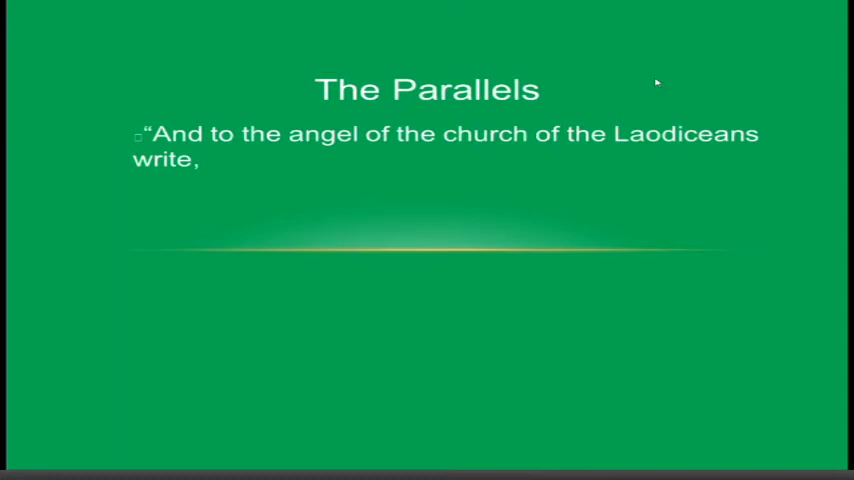 The Parallels
“And to the angel of the church of the Laodiceans
write,